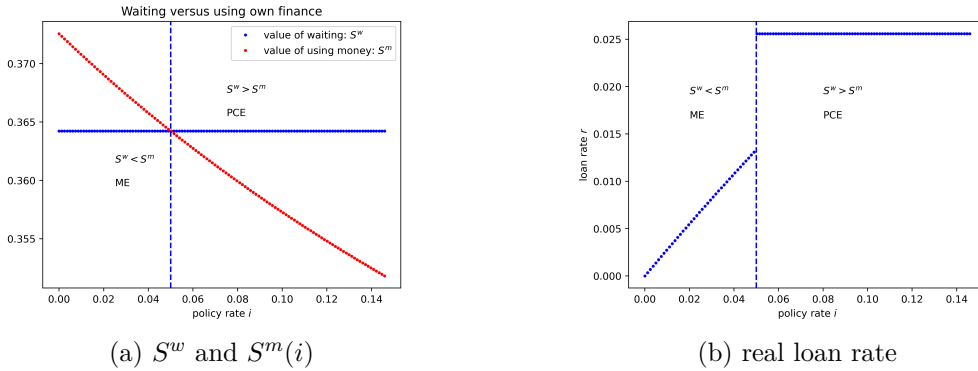 Waiting versus using own finance
value of waiting: S^w
value of using money: S^m
S^w > S^m
PCE
S^w < S^m
ME
0.370
0.365
0.360
0.355
0.00 0.02 0.04 0.06 0.08 0.10 0.12 0.14
policy rate i
(a) S^w and S^m(i)
0.025
0.020
0.015
0.010
0.005
0.000
loan rate r
S^w < S^m
ME
S^w > S^m
PCE
0.00 0.02 0.04 0.06 0.08 0.10 0.12 0.14
policy rate i
(b) real loan rate